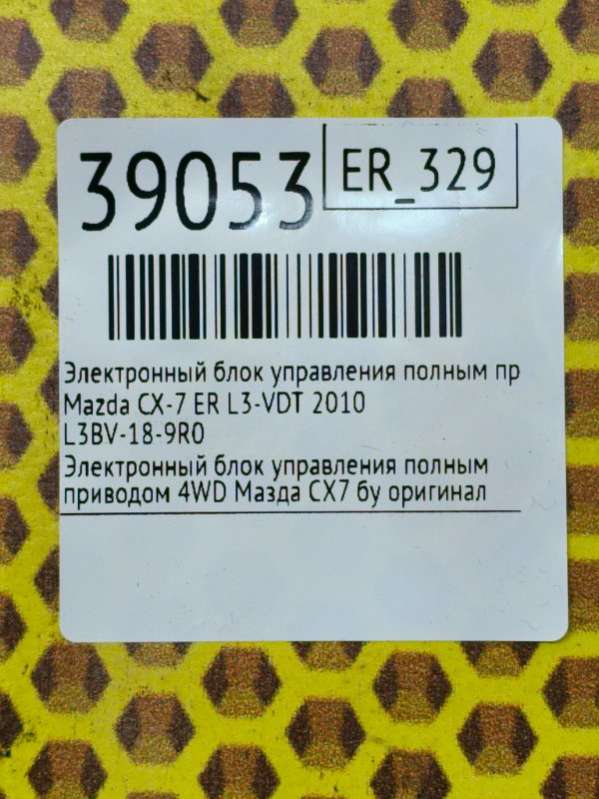 39053
ER_329
Электронный блок управления полным пр
Mazda CX-7 ER L3-VDT 2010
L3BV-18-9R0
Электронный блок управления полным
приводом 4WD Мазда CX7 бу оригинал